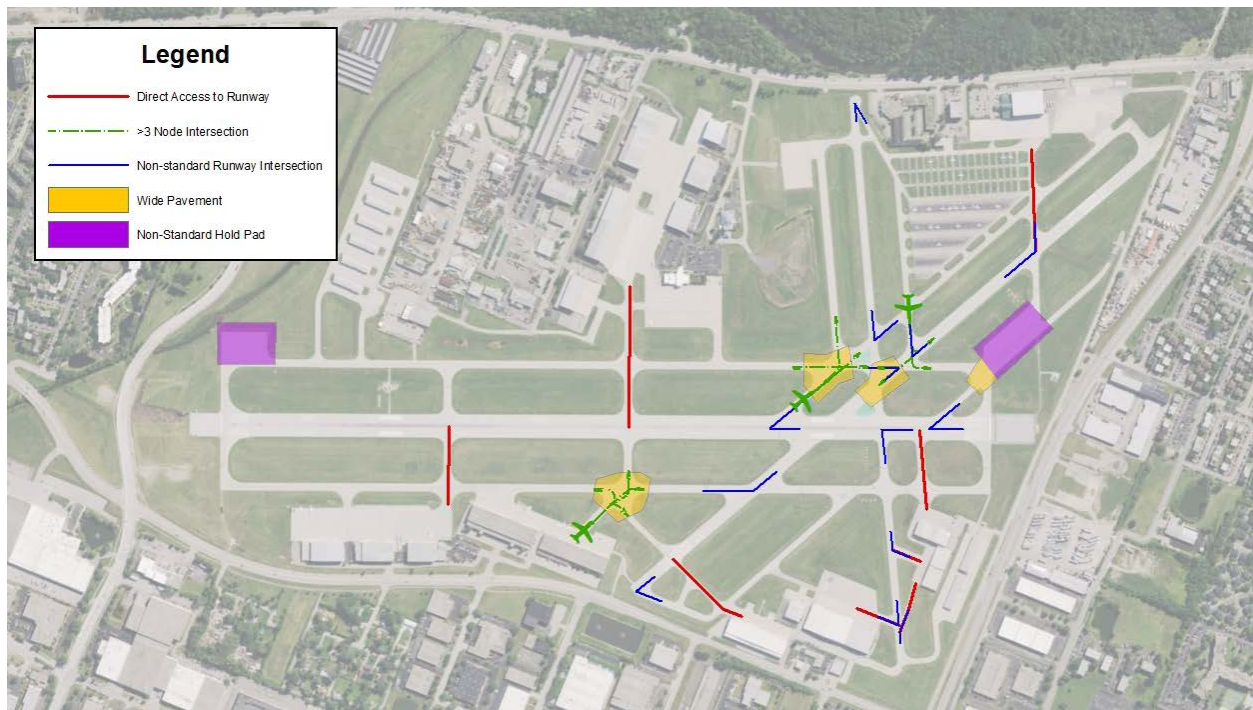 Legend
Direct Access to Runway
>3 Node Intersection
Non-standard Runway Intersection
Wide Pavement
Non-Standard Hold Pad